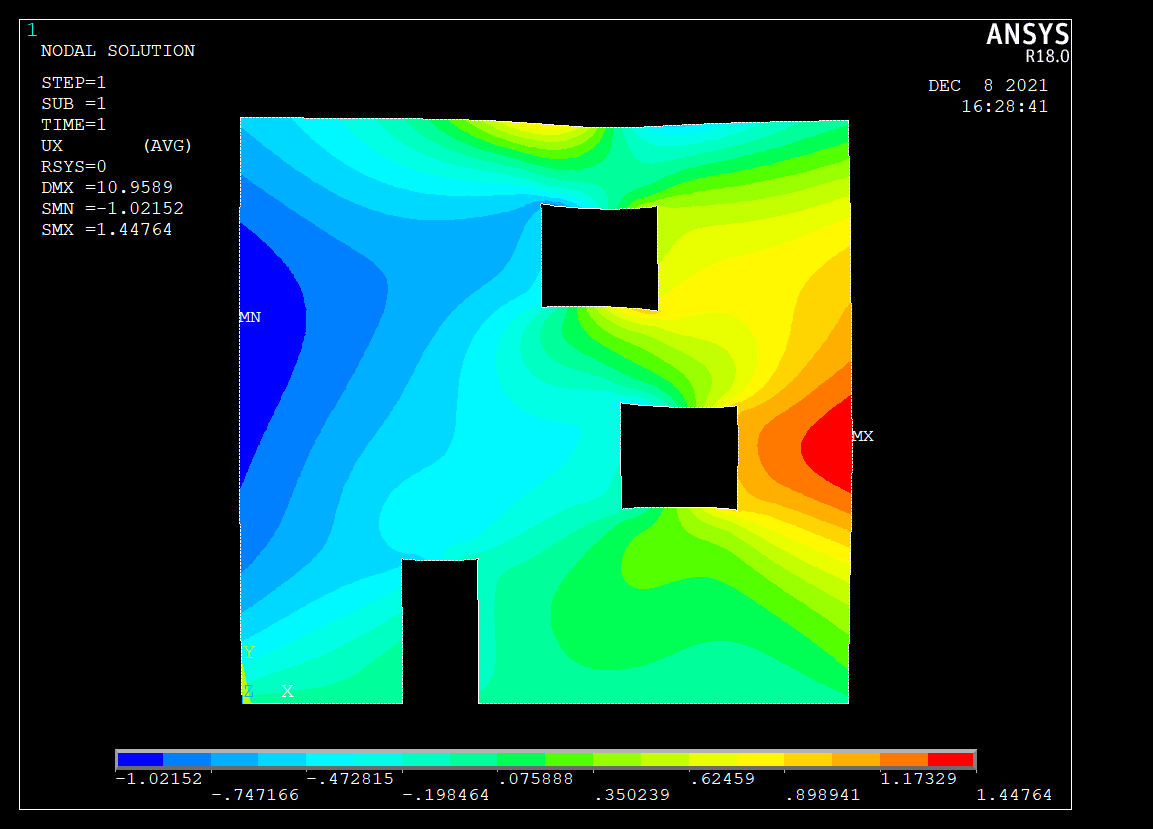 1
ANSYS
R18.0
NODAL SOLUTION
STEP=1
SUB =1
TIME=1
UX (AVG)
RSYS=0
DMX =10.9589
SMN =-1.02152
SMX =1.44764
DEC 8 2021
16:28:41
MN
MX
Y
Z X
-1.02152 -.472815 .075888 .62459 1.17329
-.747166 -.198464 .350239 .898941 1.44764